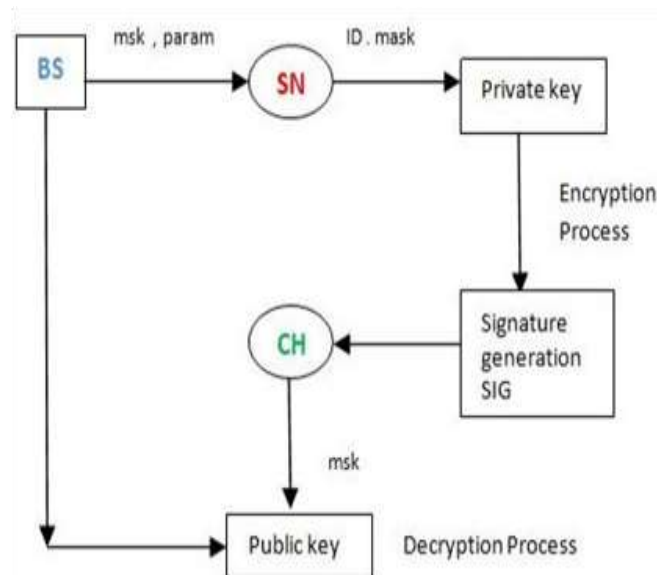 msk , param
ID . mask
BS
SN
Private key
Encryption
Process
Signature
generation
SIG
CH
msk
Public key
Decryption Process